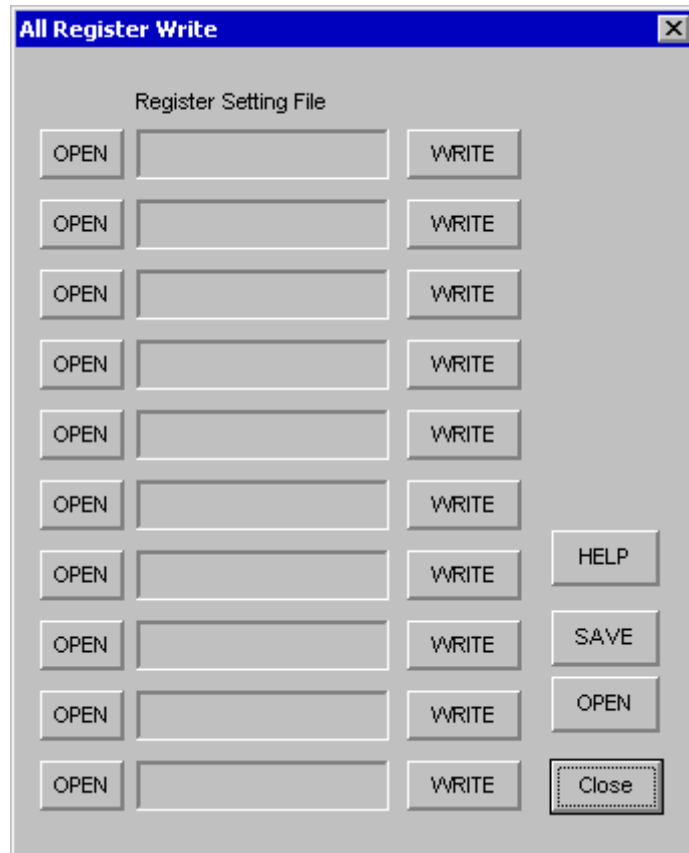 All Register Write
Register Setting File
OPEN WRITE
OPEN WRITE
OPEN WRITE
OPEN WRITE
OPEN WRITE
OPEN WRITE
OPEN WRITE HELP
OPEN WRITE SAVE
OPEN WRITE OPEN
OPEN WRITE Close